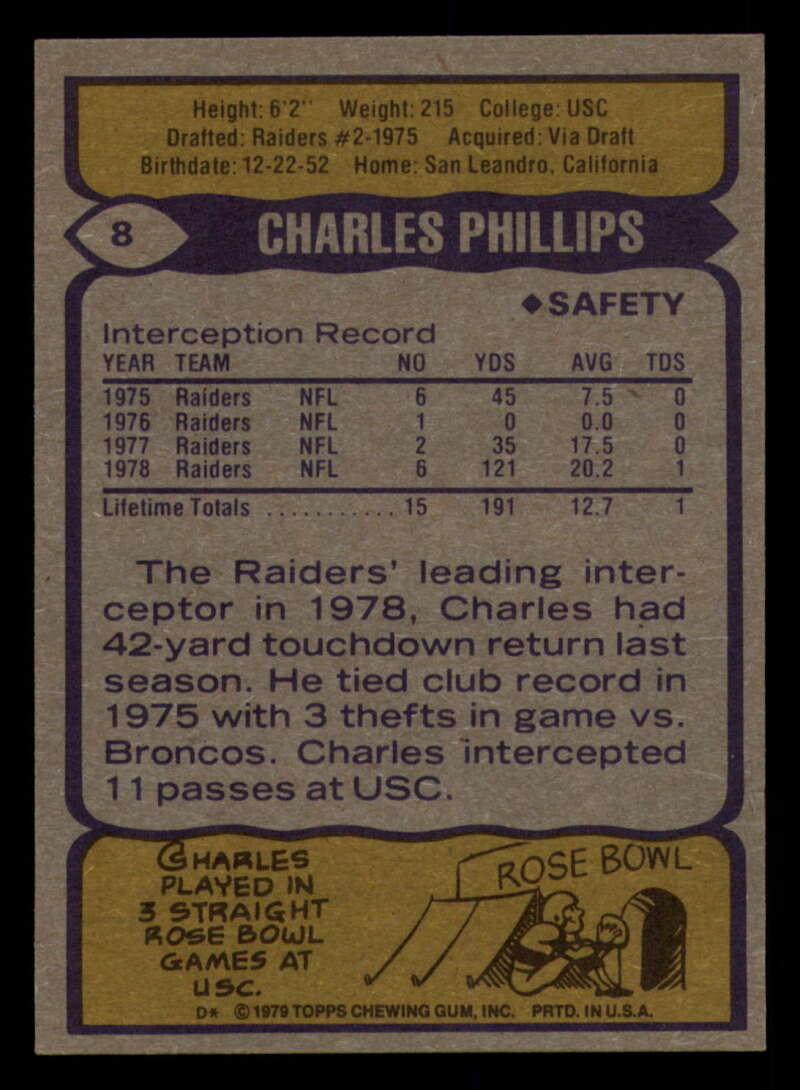 Height: 6'2" Weight: 215 College: USC
Drafted: Raiders #2-1975 Acquired: Via Draft
Birthdate: 12-22-52 Home: San Leandro, California
8 CHARLES PHILLIPS
◆SAFETY
Interception Record
YEAR TEAM NO YDS AVG TDS
1975 Raiders NFL 6 45 7.5 0
1976 Raiders NFL 1 0 0.0 0
1977 Raiders NFL 2 35 17.5 0
1978 Raiders NFL 6 121 20.2 1
Lifetime Totals ........... 15 191 12.7 1
The Raiders' leading inter-
ceptor in 1978, Charles had
42-yard touchdown return last
season. He tied club record in
1975 with 3 thefts in game vs.
Broncos. Charles intercepted
11 passes at USC.
CHARLES
PLAYED IN
3 STRAIGHT
ROSE BOWL
GAMES AT
USC.
ROSE BOWL
D* © 1979 TOPPS CHEWING GUM, INC. PRTD. IN U.S.A.